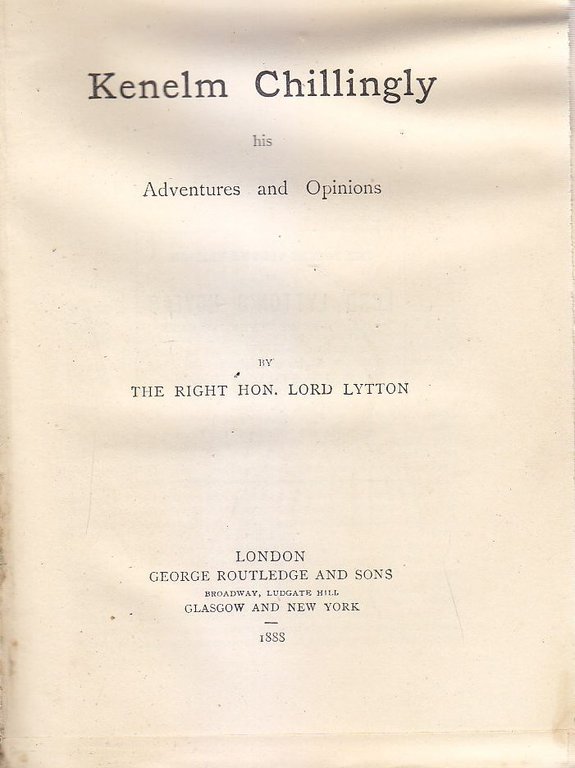 Kenelm Chillingly
his
Adventures and Opinions
BY
THE RIGHT HON. LORD LYTTON
LONDON
GEORGE ROUTLEDGE AND SONS
BROADWAY, LUDGATE HILL
GLASGOW AND NEW YORK
1888